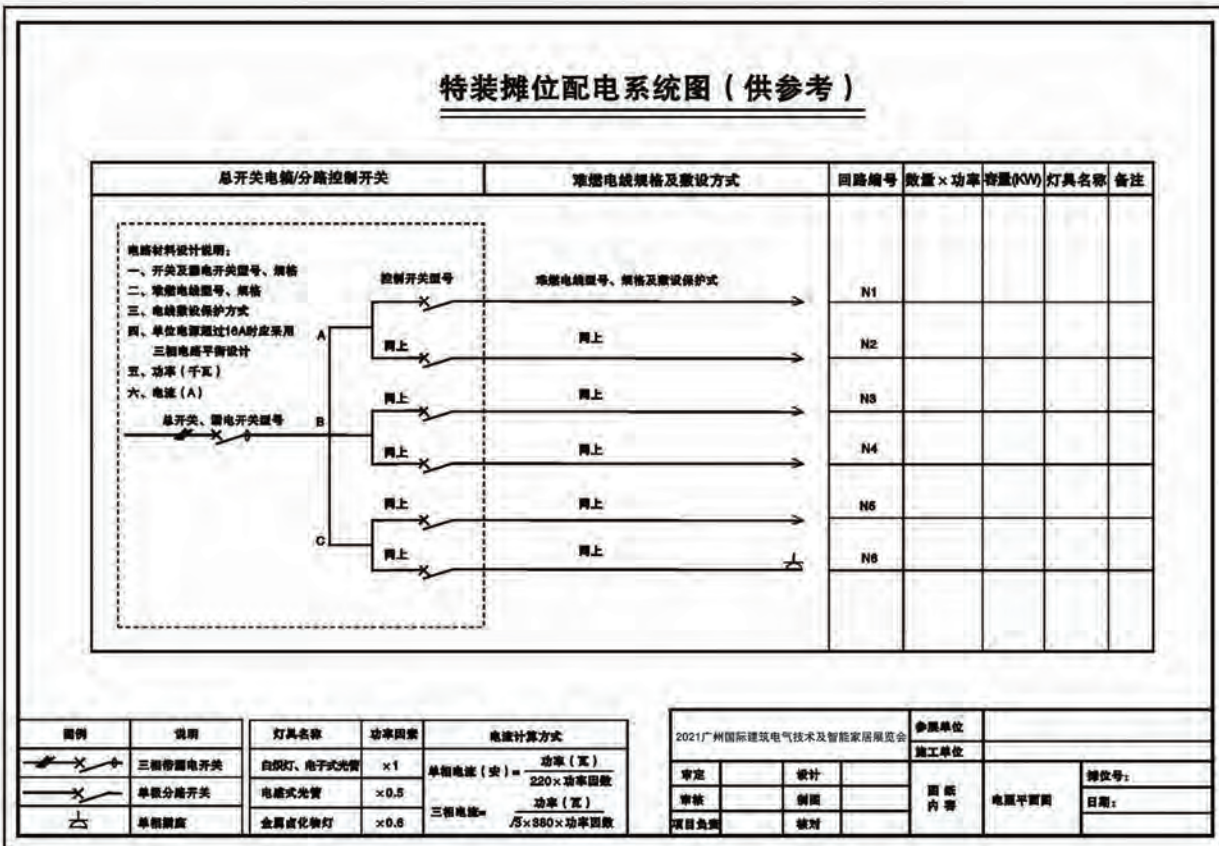 特装摊位配电系统图（供参考）
总开关电箱/分路控制开关 难燃电线规格及敷设方式 回路编号 数量×功率 容量(KW) 灯具名称 备注
电路材料设计说明：
一、开关及漏电开关型号、规格
二、难燃电线型号、规格
三、电线敷设保护方式
四、单位电源超过16A时应采用
三相电路平衡设计
五、功率（千瓦）
六、电流（A）
总开关、漏电开关型号
控制开关型号 难燃电线型号、规格及敷设保护式 N1
A 同上 同上 N2
同上 同上 N3
B
同上 同上 N4
同上 同上 N5
C 同上 同上 N6
图例 说明
三相带漏电开关
单极分路开关
单相插座
灯具名称 功率因素 电流计算方式
白炽灯、电子式光管 ×1
电感式光管 ×0.5
金属卤化物灯 ×0.6
单相电流（安）= 功率（瓦）
220×功率因数
三相电流= 功率（瓦）
√3×380×功率因数
2021广州国际建筑电气技术及智能家居展览会 参展单位
施工单位
审定 设计
审核 制图
项目负责 核对
图纸
内容
电原平面图
摊位号：
日期：